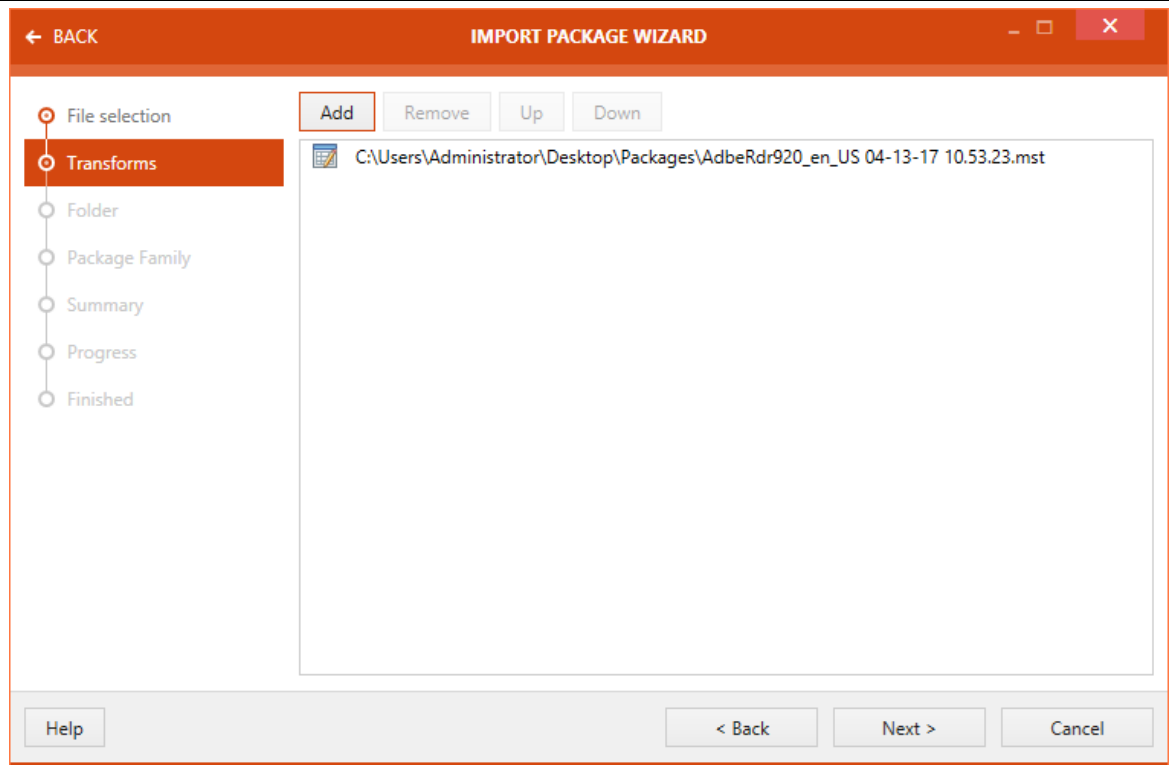 BACK
IMPORT PACKAGE WIZARD
File selection
Transforms
Folder
Package Family
Summary
Progress
Finished
Add Remove Up Down
C:\Users\Administrator\Desktop\Packages\AdbeRdr920_en_US 04-13-17 10.53.23.mst
Help < Back Next > Cancel